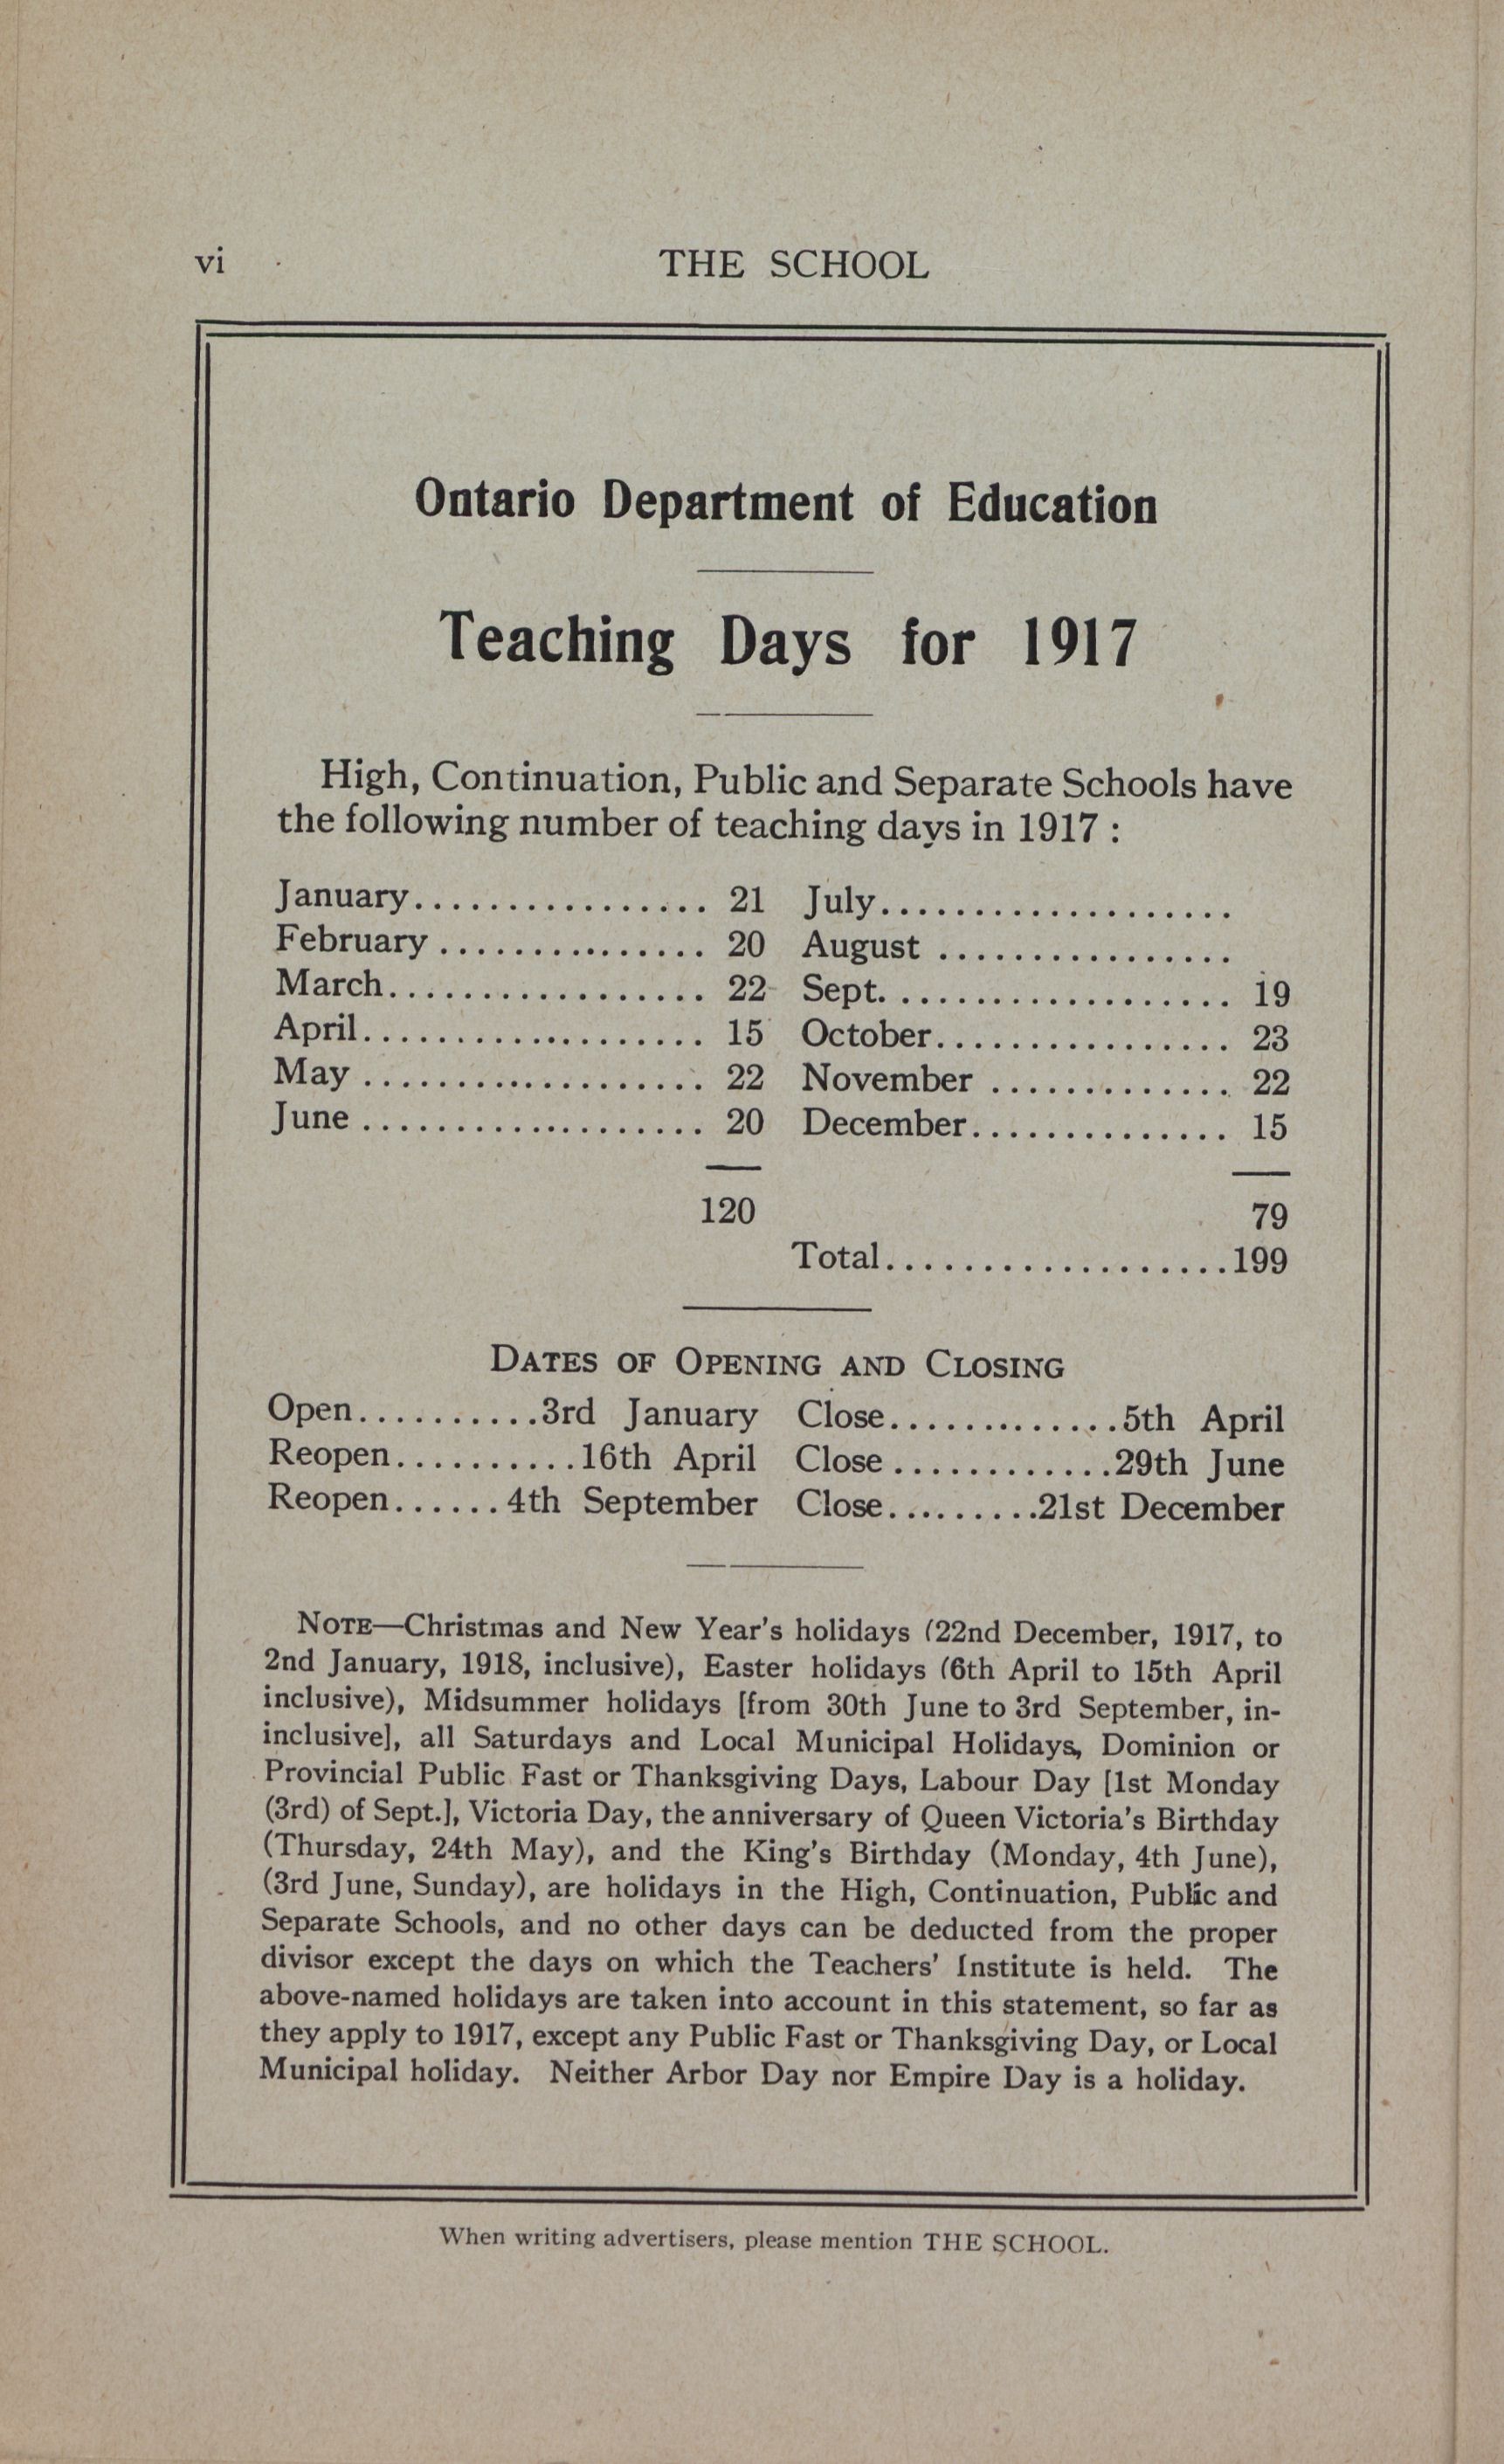 vi THE SCHOOL
Ontario Department of Education
Teaching Days for 1917
High, Continuation, Public and Separate Schools have
the following number of teaching days in 1917 :
January................ 21 July...................
February............... 20 August ................
March................. 22 Sept. .................. 19
April................... 15 October................ 23
May ................... 22 November ............. 22
June ................... 20 December.............. 15
120 79
Total...................199
DATES OF OPENING AND CLOSING
Open..........3rd January Close.............5th April
Reopen..........16th April Close............29th June
Reopen......4th September Close.........21st December
NOTE—Christmas and New Year's holidays (22nd December, 1917, to
2nd January, 1918, inclusive), Easter holidays (6th April to 15th April
inclusive), Midsummer holidays [from 30th June to 3rd September, in-
inclusive], all Saturdays and Local Municipal Holidays, Dominion or
Provincial Public Fast or Thanksgiving Days, Labour Day [1st Monday
(3rd) of Sept.], Victoria Day, the anniversary of Queen Victoria's Birthday
(Thursday, 24th May), and the King's Birthday (Monday, 4th June),
(3rd June, Sunday), are holidays in the High, Continuation, Public and
Separate Schools, and no other days can be deducted from the proper
divisor except the days on which the Teachers' Institute is held. The
above-named holidays are taken into account in this statement, so far as
they apply to 1917, except any Public Fast or Thanksgiving Day, or Local
Municipal holiday. Neither Arbor Day nor Empire Day is a holiday.
When writing advertisers, please mention THE SCHOOL.